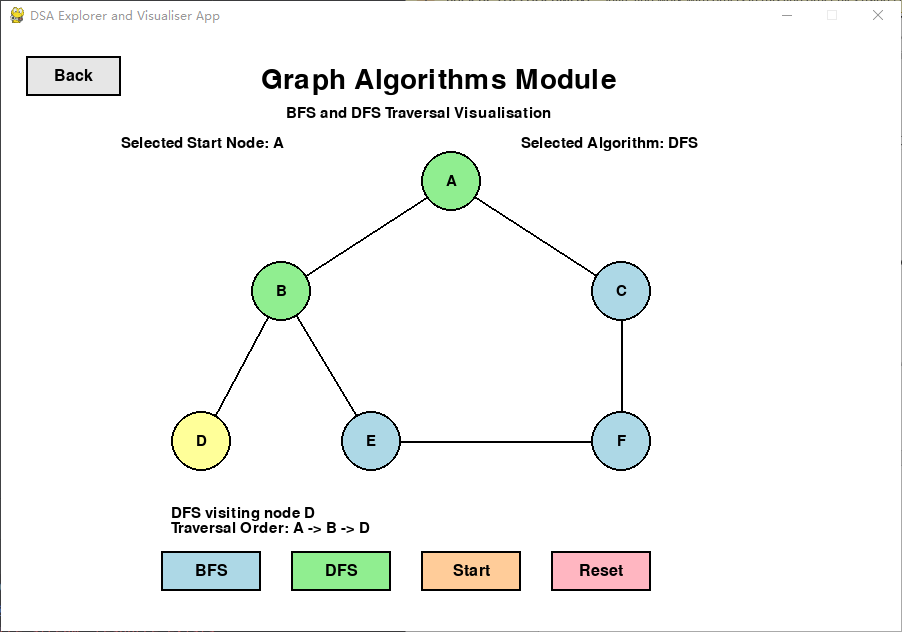 DSA Explorer and Visualiser App
Back
Graph Algorithms Module
BFS and DFS Traversal Visualisation
Selected Start Node: A
Selected Algorithm: DFS
A
B
C
D
E
F
DFS visiting node D
Traversal Order: A -> B -> D
BFS
DFS
Start
Reset